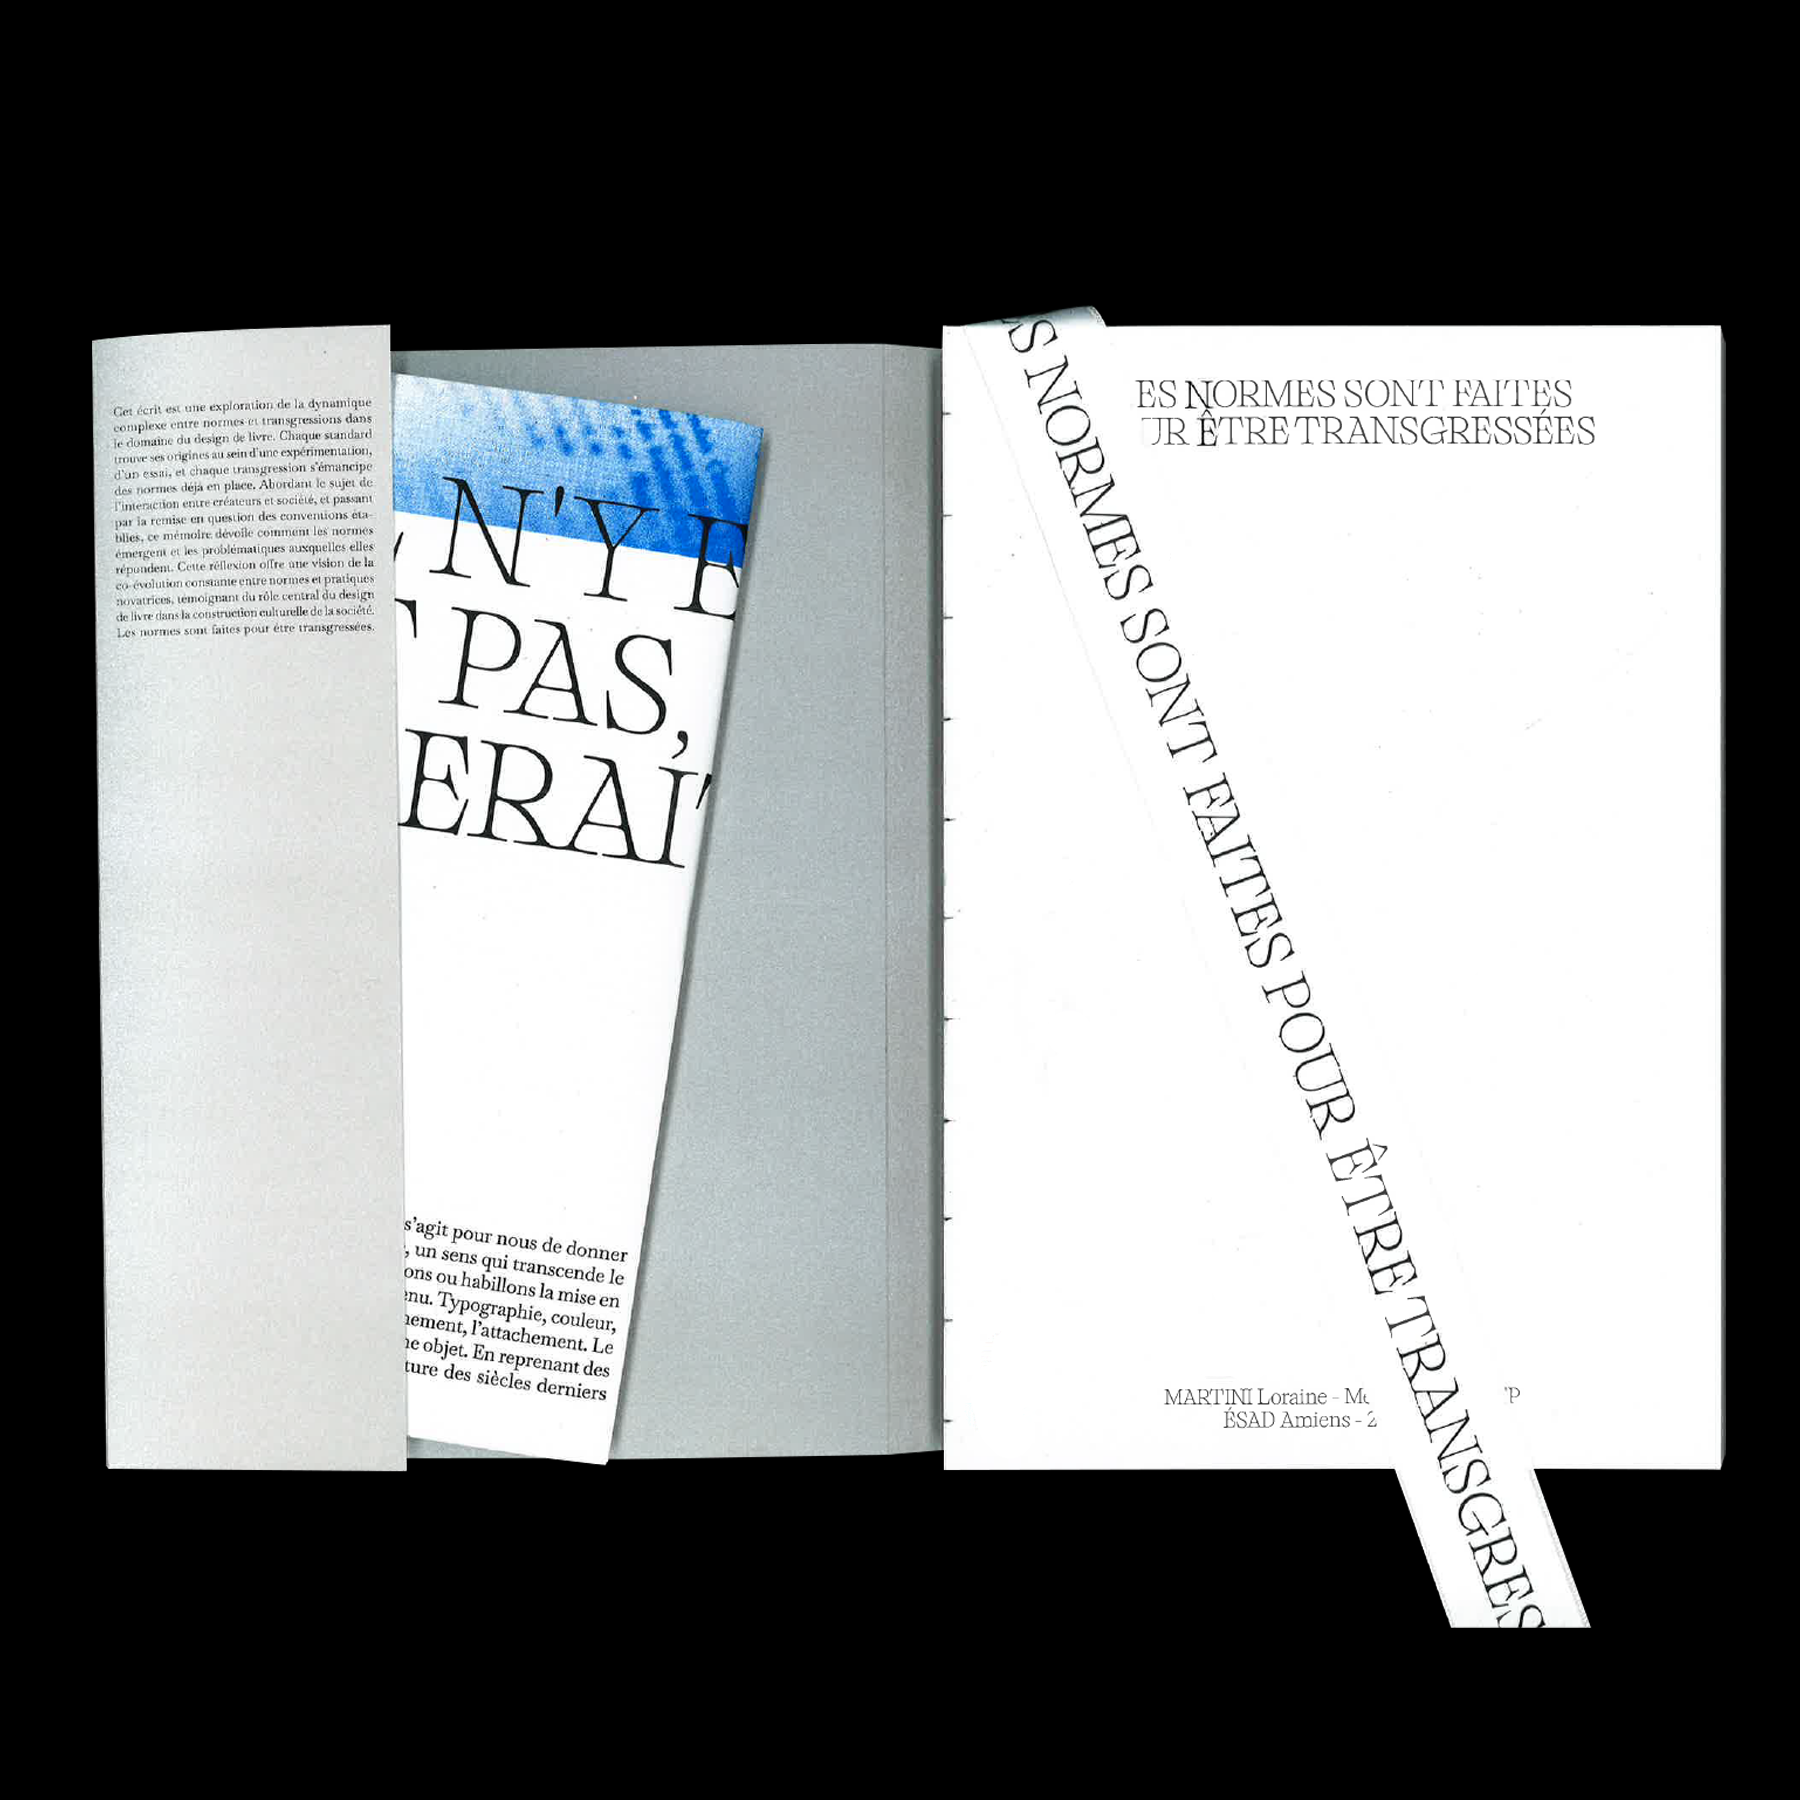 Cet écrit est une exploration de la dynamique
complexe entre normes et transgressions dans
le domaine du design de livre. Chaque standard
trouve ses origines au sein d'une expérimentation,
d'un essai, et chaque transgression s'émancipe
des normes déjà en place. Abordant le sujet de
l'interaction entre créateurs et société, et passant
par la remise en question des conventions éta-
blies, ce mémoire dévoile comment les normes
émergent et les problématiques auxquelles elles
répondent. Cette réflexion offre une vision de la
co-évolution constante entre normes et pratiques
novatrices, témoignant du rôle central du design
de livre dans la construction culturelle de la société.
Les normes sont faites pour être transgressées.
N'Y E
PAS,
ERAI
s'agit pour nous de donner
, un sens qui transcende le
ons ou habillons la mise en
enu. Typographie, couleur,
nement, l'attachement. Le
ne objet. En reprenant des
ture des siècles derniers
ES NORMES SONT FAITES
UR ÊTRE TRANSGRESSÉES
ES NORMES SONT FAITES POUR ÊTRE TRANSGRES
MARTINI Loraine - M P
ÉSAD Amiens - 2